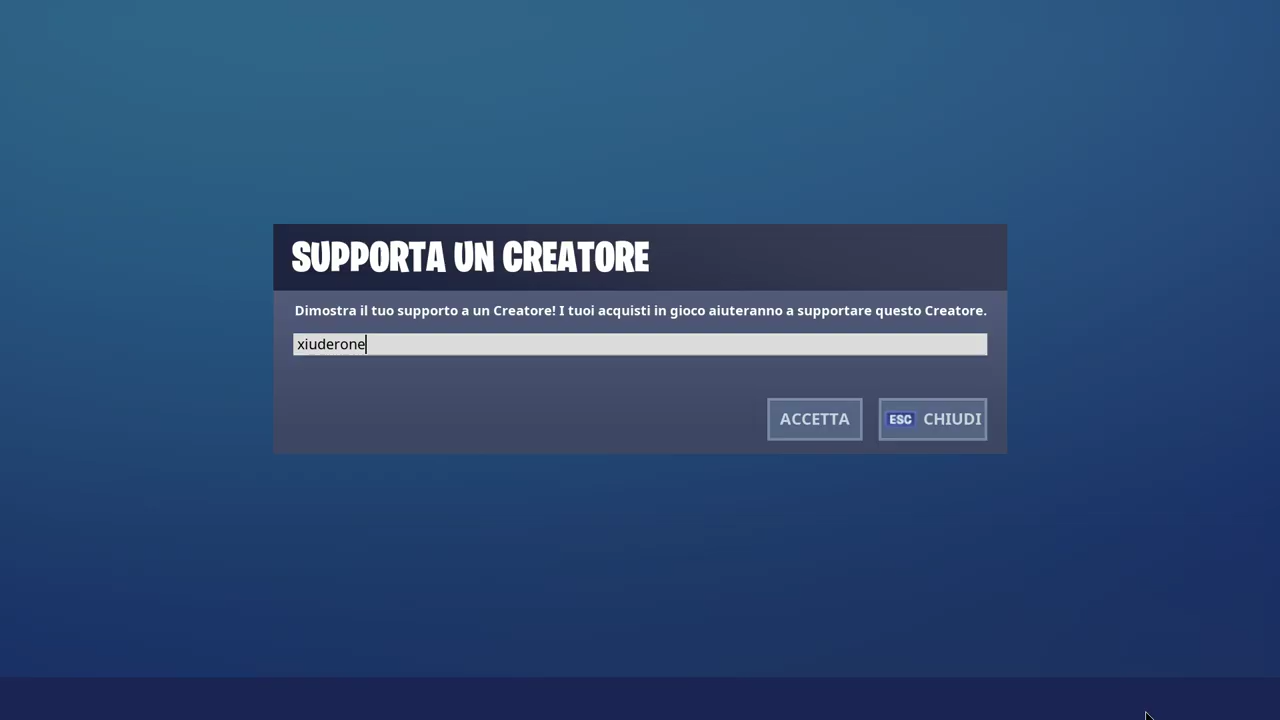 SUPPORTA UN CREATORE
Dimostra il tuo supporto a un Creatore! I tuoi acquisti in gioco aiuteranno a supportare questo Creatore.
xiuderone
ACCETTA
ESC CHIUDI